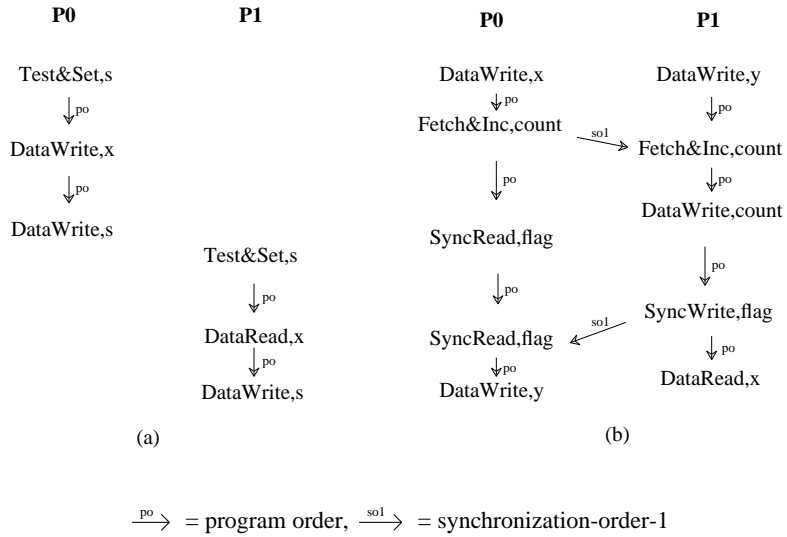 P0
P1
Test&Set,s
po
DataWrite,x
po
DataWrite,s
Test&Set,s
po
DataRead,x
po
DataWrite,s
(a)
P0
P1
DataWrite,x
DataWrite,y
po
po
Fetch&Inc,count
so1
Fetch&Inc,count
po
po
DataWrite,count
SyncRead,flag
po
po
SyncWrite,flag
SyncRead,flag
so1
po
po
DataWrite,y
DataRead,x
(b)
po = program order, so1 = synchronization-order-1